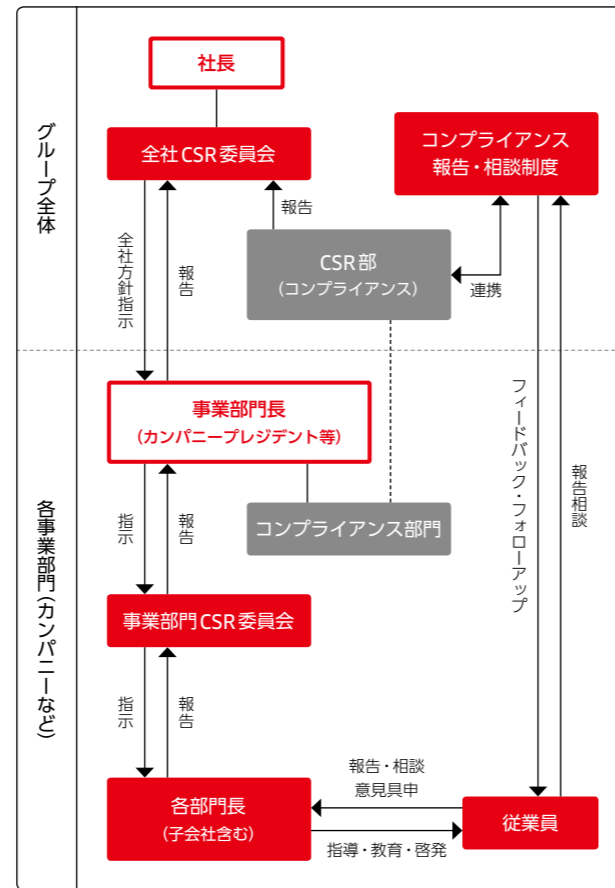 グループ全体
社長
全社CSR委員会
コンプライアンス
報告・相談制度
報告
CSR部
(コンプライアンス)
連携
全社方針指示
報告
各事業部門(カンパニーなど)
事業部門長
(カンパニープレジデント等)
コンプライアンス部門
指示
報告
フィードバック・フォローアップ
報告相談
事業部門CSR委員会
指示
報告
各部門長
(子会社含む)
報告・相談
意見具申
指導・教育・啓発
従業員